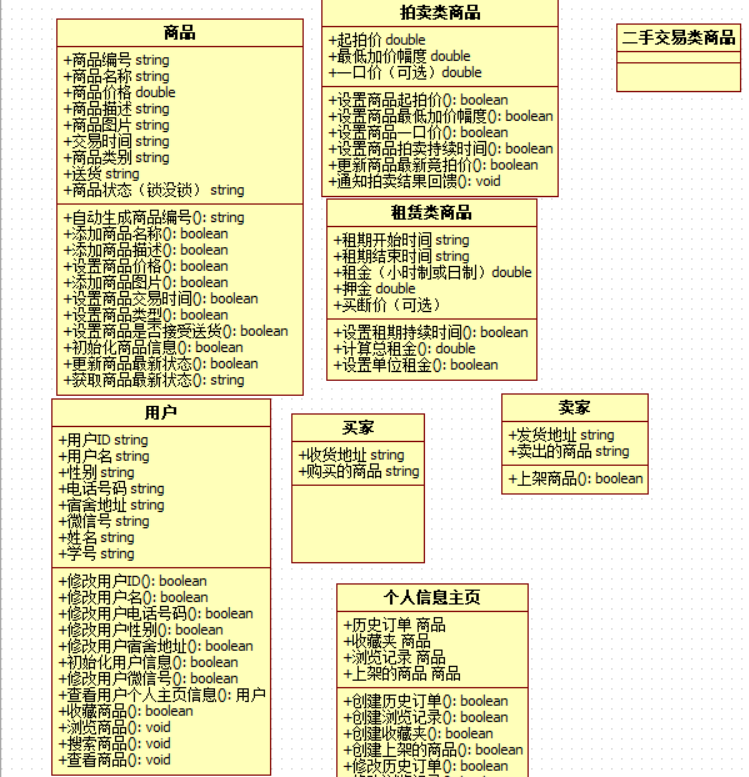 商品
+商品编号 string
+商品名称 string
+商品价格 double
+商品描述 string
+商品图片 string
+交易时间 string
+商品类别 string
+送货 string
+商品状态（锁没锁） string
+自动生成商品编号(): string
+添加商品名称(): boolean
+添加商品描述(): boolean
+设置商品价格(): boolean
+添加商品图片(): boolean
+设置商品交易时间(): boolean
+设置商品类型(): boolean
+设置商品是否接受送货(): boolean
+初始化商品信息(): boolean
+更新商品最新状态(): boolean
+获取商品最新状态(): string
拍卖类商品
+起拍价 double
+最低加价幅度 double
+一口价（可选）double
+设置商品起拍价(): boolean
+设置商品最低加价幅度(): boolean
+设置商品一口价(): boolean
+设置商品拍卖持续时间(): boolean
+更新商品最新竞拍价(): boolean
+通知拍卖结果回馈(): void
二手交易类商品
租赁类商品
+租期开始时间 string
+租期结束时间 string
+租金（小时制或日制）double
+押金 double
+买断价（可选）
+设置租期持续时间(): boolean
+计算总租金(): double
+设置单位租金(): boolean
用户
+用户ID string
+用户名 string
+性别 string
+电话号码 string
+宿舍地址 string
+微信号 string
+姓名 string
+学号 string
+修改用户ID(): boolean
+修改用户名(): boolean
+修改用户电话号码(): boolean
+修改用户性别(): boolean
+修改用户宿舍地址(): boolean
+初始化用户信息(): boolean
+修改用户微信号(): boolean
+查看用户个人主页信息(): 用户
+收藏商品(): boolean
+浏览商品(): void
+搜索商品(): void
+查看商品(): void
买家
+收货地址 string
+购买的商品 string
卖家
+发货地址 string
+卖出的商品 string
+上架商品(): boolean
个人信息主页
+历史订单 商品
+收藏夹 商品
+浏览记录 商品
+上架的商品 商品
+创建历史订单(): boolean
+创建浏览记录(): boolean
+创建收藏夹(): boolean
+创建上架的商品(): boolean
+修改历史订单(): boolean